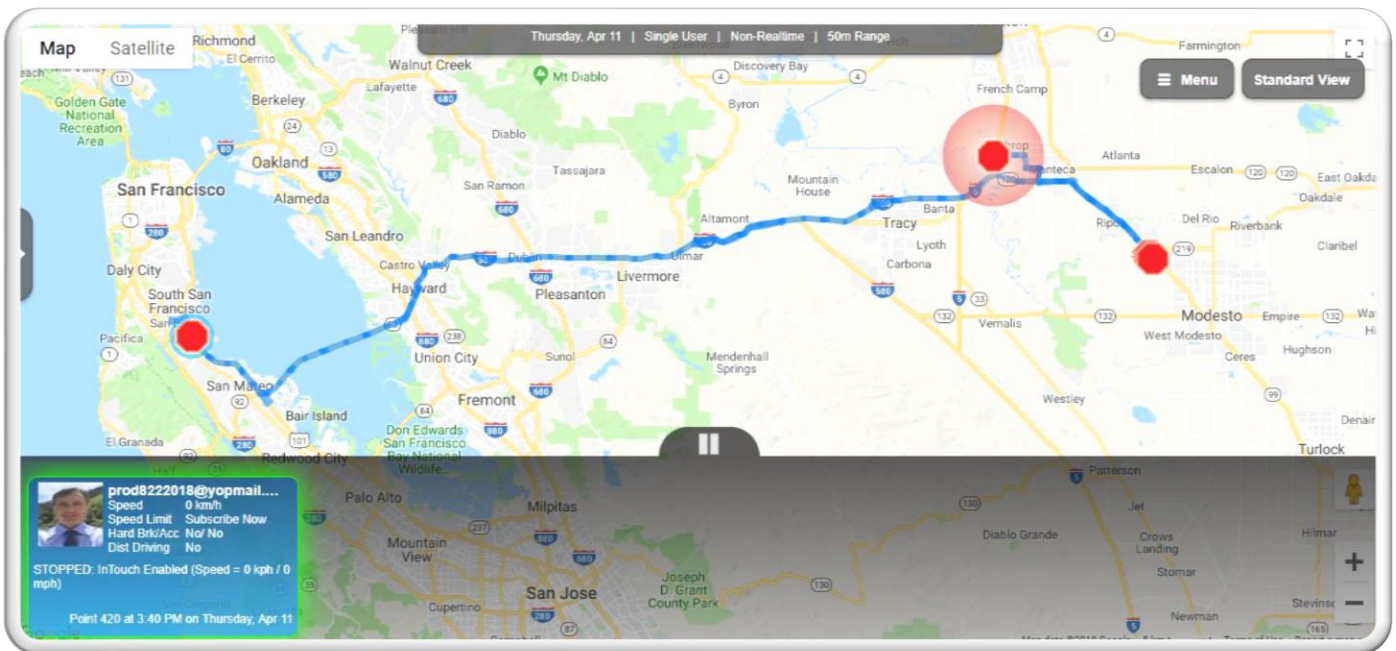 Map
Satellite
Thursday, Apr 11 | Single User | Non-Realtime | 50m Range
Menu
Standard View
Richmond
El Cerrito
Walnut Creek
Lafayette
Mt Diablo
Discovery Bay
Byron
Farmington
French Camp
Golden Gate
National
Recreation
Area
Berkeley
Oakland
Alameda
San Francisco
San Leandro
Diablo
Tassajara
San Ramon
Mountain
House
Atlanta
Manteca
Escalon
Oakdale
Altamont
Banta
Tracy
Lyoth
Carbona
Del Rio
Riverbank
Claribel
Daly City
South San
Francisco
Pacifica
Castro Valley
Hayward
Dublin
Pleasanton
Livermore
Vernalis
Modesto
Empire
West Modesto
Ceres
Hughson
Union City
Sunol
Mendenhall
Springs
San Mateo
Bair Island
Fremont
Westley
El Granada
Redwood City
Don Edwards
San Francisco
Bay National
Wildlife...
Turlock
Patterson
Palo Alto
Milpitas
Mountain
View
San Jose
Cupertino
Joseph
D. Grant
County Park
Diablo Grande
Jet
Crows
Landing
Stomar
Newman
Hilmar
prod8222018@yopmail....
Speed 0 km/h
Speed Limit Subscribe Now
Hard Brk/Acc No/ No
Dist Driving No
STOPPED: InTouch Enabled (Speed = 0 kph / 0
mph)
Point 420 at 3:40 PM on Thursday, Apr 11